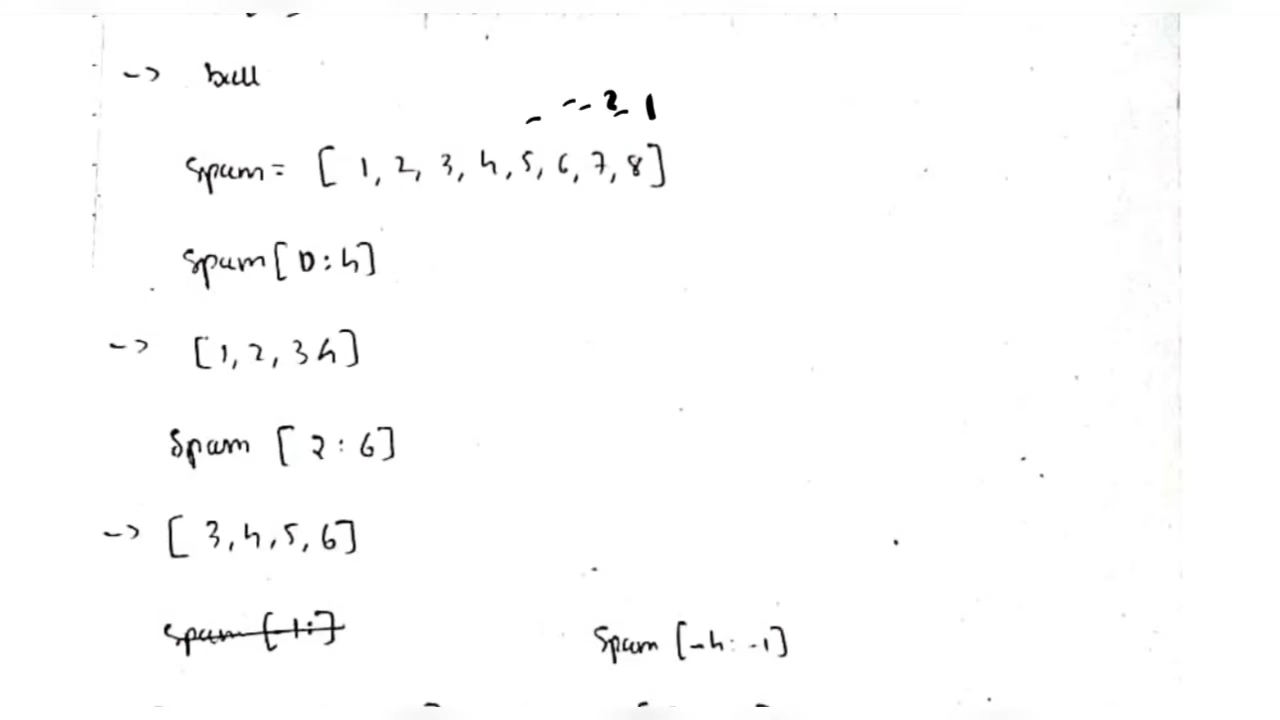 -> ball
- - - 2 - 1
Spam = [ 1, 2, 3, 4, 5, 6, 7, 8 ]
Spam[ 0 : 4 ]
-> [ 1, 2, 3 4 ]
Spam [ 2 : 6 ]
-> [ 3, 4, 5, 6 ]
Spam [ -1 : ] Spam [ -4 : -1 ]